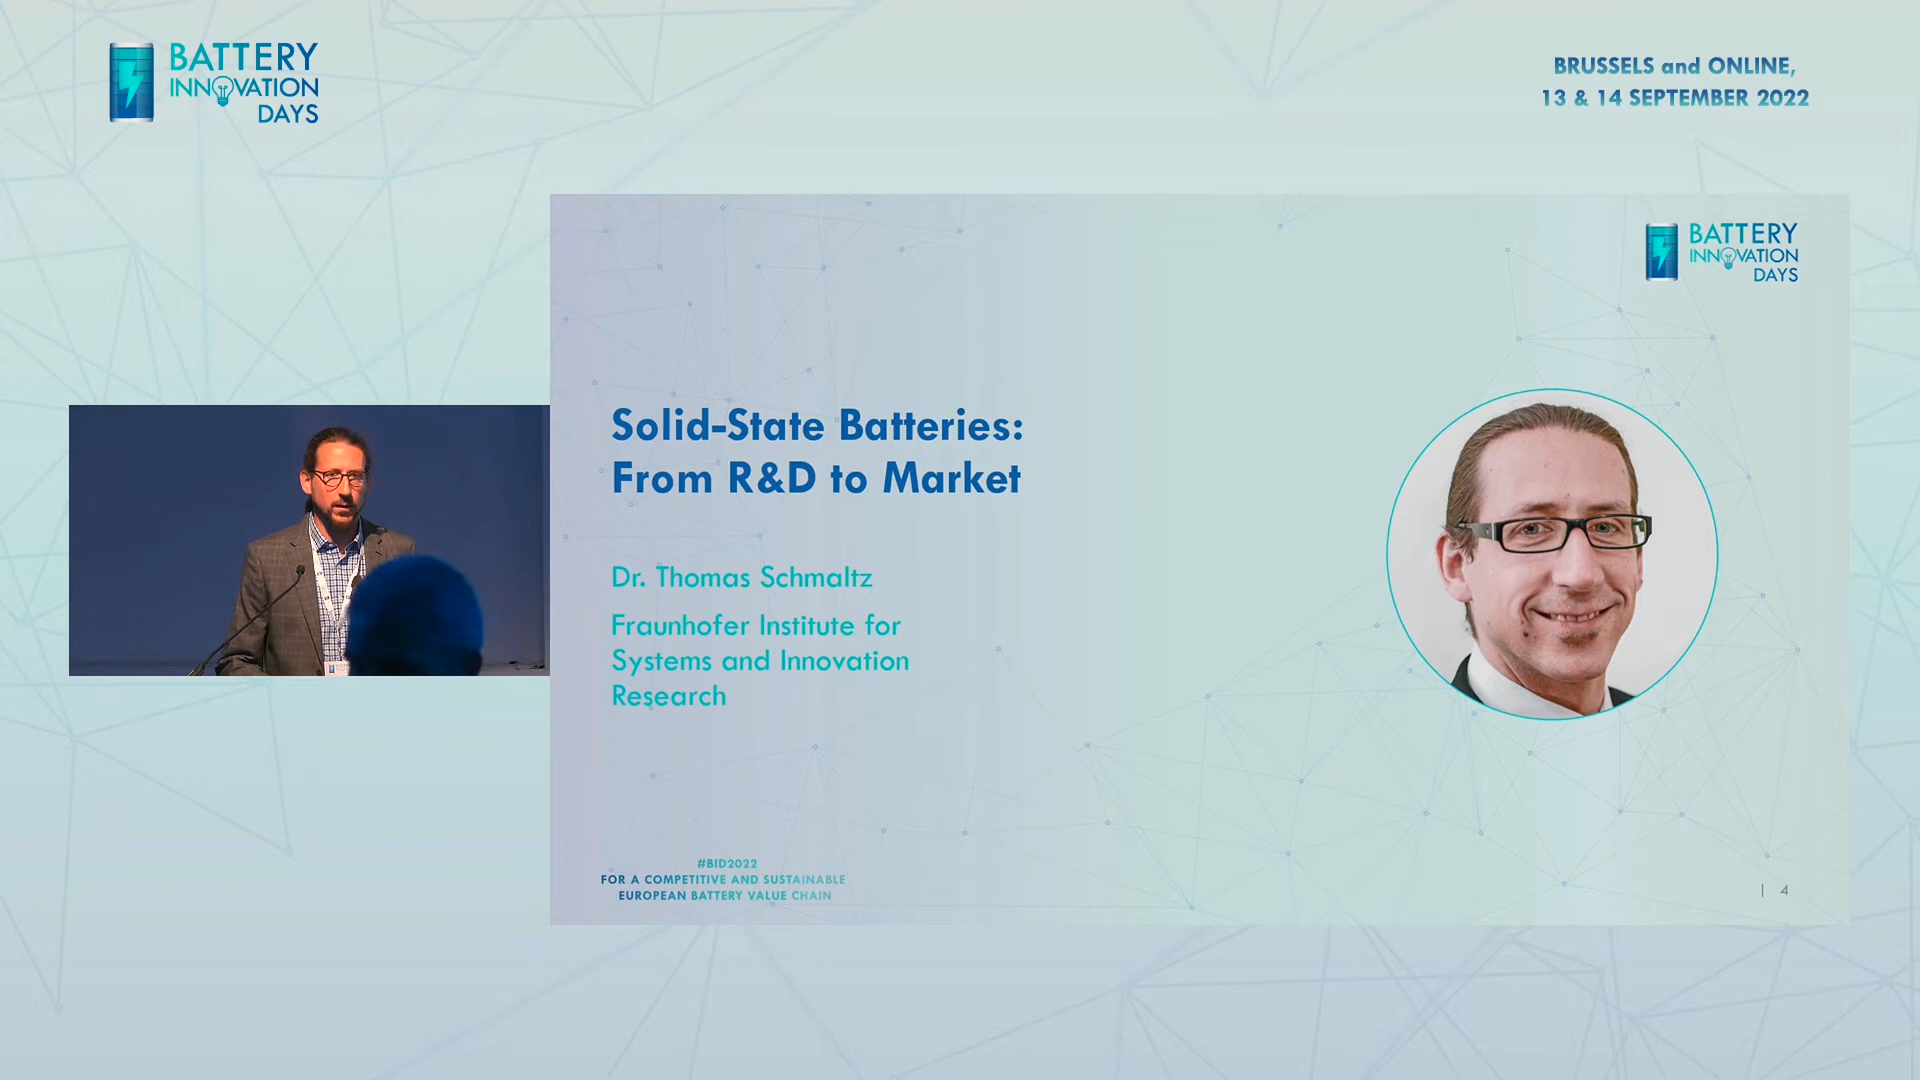 BATTERY
INNOVATION
DAYS
BRUSSELS and ONLINE,
13 & 14 SEPTEMBER 2022
BATTERY
INNOVATION
DAYS
Solid-State Batteries:
From R&D to Market
Dr. Thomas Schmaltz
Fraunhofer Institute for
Systems and Innovation
Research
#BID2022
FOR A COMPETITIVE AND SUSTAINABLE
EUROPEAN BATTERY VALUE CHAIN
| 4